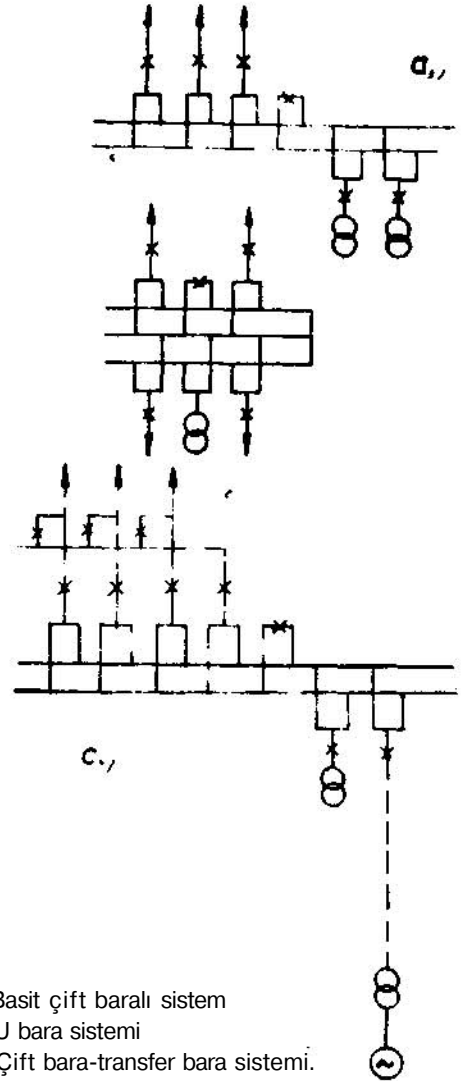 a.,
c.,
Basit çift baralı sistem
U bara sistemi
Çift bara-transfer bara sistemi.